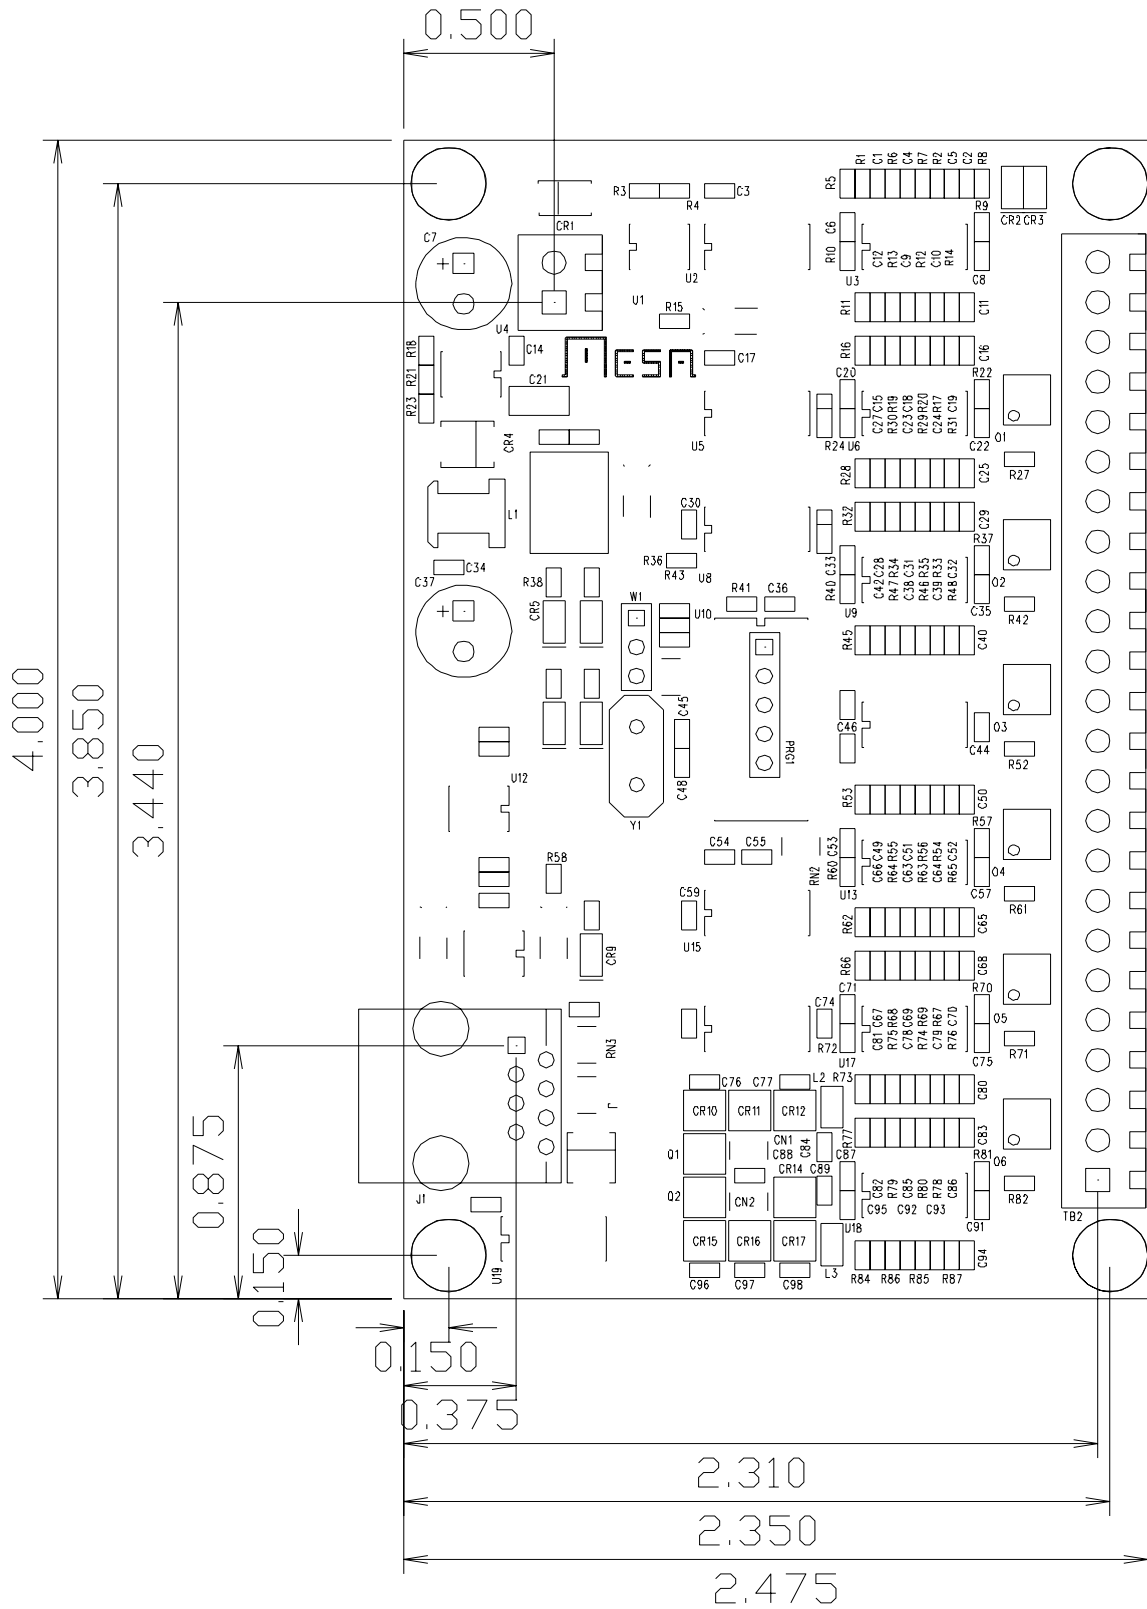 0.500
R1 C1 R6 C4 R7 R2 C5 C2 R8
R3 R4 C3 R5 R9
CR1 CR2 CR3
C7 C6 R10
C12 R13 C9 R12 C10 R14
U2 U3 C8
U1 R15 R11 C11
U4 MESA
R18 C14 C17 R16 C16
R21 C21 C20 R22
R23
C15 R19 C18 R20 R17 C19
C27 R30 C23 R29 C24 R31
CR4 U5 R24 U6 C22 O1
R28 C25 R27
L1 C30 R32 C29
R36 R37
C34 R43 U8 C33
C28 R34 C31 R35 R33 C32
C42 R47 C38 R46 C39 R48
O2
C37 R38 R40 U9 C35
CR5 W1 U10 R41 C36 R42
R45 C40
4.000
3.850
3.440
C45 C46 C44 O3
PRG1 R52
U12 C48 R53 C50
Y1 R57
C54 C55 C53
C49 R55 C51 R56 R54 C52
C66 R64 C63 R63 C64 R65
R58 RN2 R60 U13 C57 O4
C59 R61
U15 R62 C65
CR9 R66 C68
C71 R70
C74
C67 R68 C69 R69 R67 C70
C81 R75 C78 R74 C79 R76
O5
RN3 R72 U17 C75 R71
C76 C77 L2 R73 C80
CR10 CR11 CR12
R77 C83
Q1 CN1 C88 C84 C87 R81
CR14 C89 O6
C82 R79 C85 R80 R78 C86
C95 C92 C93
R82
J1 Q2 CN2 U18 C91 TB2
CR15 CR16 CR17
U19 C94
C96 C97 C98 L3 R84 R86 R85 R87
0.875
0.150
0.150
0.375
2.310
2.350
2.475